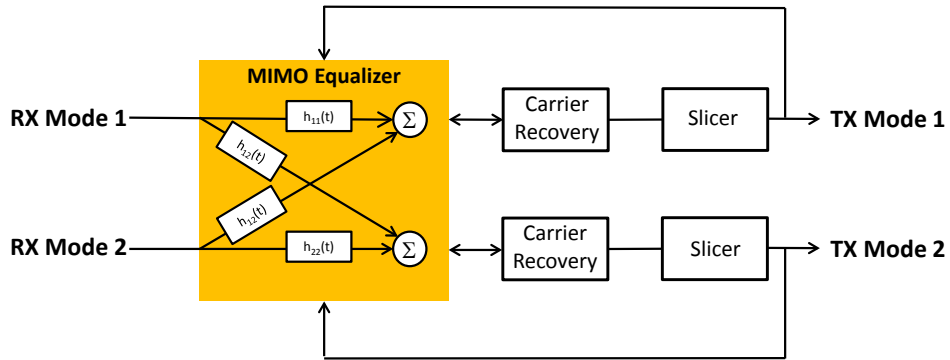 MIMO Equalizer
RX Mode 1
h11(t)
Σ
Carrier
Recovery
Slicer
TX Mode 1
h12(t)
h12(t)
RX Mode 2
h22(t)
Σ
Carrier
Recovery
Slicer
TX Mode 2